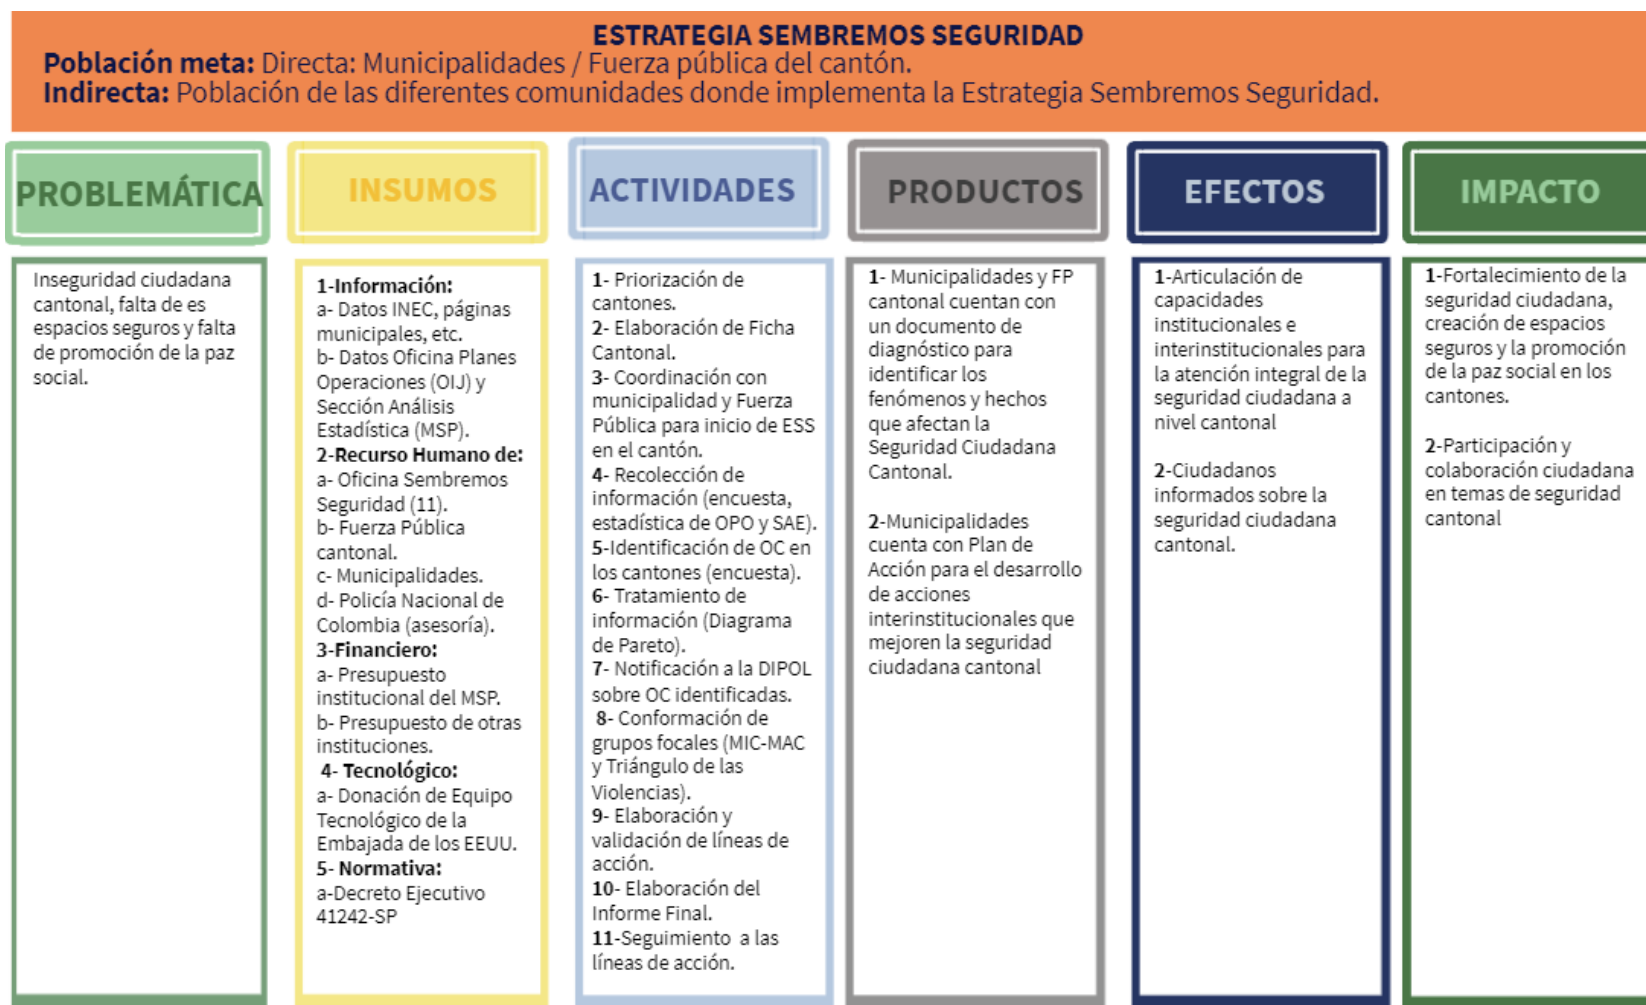 ESTRATEGIA SEMBREMOS SEGURIDAD
Población meta: Directa: Municipalidades / Fuerza pública del cantón.
Indirecta: Población de las diferentes comunidades donde implementa la Estrategia Sembremos Seguridad.
PROBLEMÁTICA
Inseguridad ciudadana
cantonal, falta de es
espacios seguros y falta
de promoción de la paz
social.
INSUMOS
1-Información:
a- Datos INEC, páginas
municipales, etc.
b- Datos Oficina Planes
Operaciones (OIJ) y
Sección Análisis
Estadística (MSP).
2-Recurso Humano de:
a- Oficina Sembremos
Seguridad (11).
b- Fuerza Pública
cantonal.
c- Municipalidades.
d- Policía Nacional de
Colombia (asesoría).
3-Financiero:
a- Presupuesto
institucional del MSP.
b- Presupuesto de otras
instituciones.
4- Tecnológico:
a- Donación de Equipo
Tecnológico de la
Embajada de los EEUU.
5- Normativa:
a-Decreto Ejecutivo
41242-SP
ACTIVIDADES
1- Priorización de
cantones.
2- Elaboración de Ficha
Cantonal.
3- Coordinación con
municipalidad y Fuerza
Pública para inicio de ESS
en el cantón.
4- Recolección de
información (encuesta,
estadística de OPO y SAE).
5-Identificación de OC en
los cantones (encuesta).
6- Tratamiento de
información (Diagrama
de Pareto).
7- Notificación a la DIPOL
sobre OC identificadas.
8- Conformación de
grupos focales (MIC-MAC
y Triángulo de las
Violencias).
9- Elaboración y
validación de líneas de
acción.
10- Elaboración del
Informe Final.
11-Seguimiento a las
líneas de acción.
PRODUCTOS
1- Municipalidades y FP
cantonal cuentan con
un documento de
diagnóstico para
identificar los
fenómenos y hechos
que afectan la
Seguridad Ciudadana
Cantonal.
2-Municipalidades
cuenta con Plan de
Acción para el desarrollo
de acciones
interinstitucionales que
mejoren la seguridad
ciudadana cantonal
EFECTOS
1-Articulación de
capacidades
institucionales e
interinstitucionales para
la atención integral de la
seguridad ciudadana a
nivel cantonal
2-Ciudadanos
informados sobre la
seguridad ciudadana
cantonal.
IMPACTO
1-Fortalecimiento de la
seguridad ciudadana,
creación de espacios
seguros y la promoción
de la paz social en los
cantones.
2-Participación y
colaboración ciudadana
en temas de seguridad
cantonal